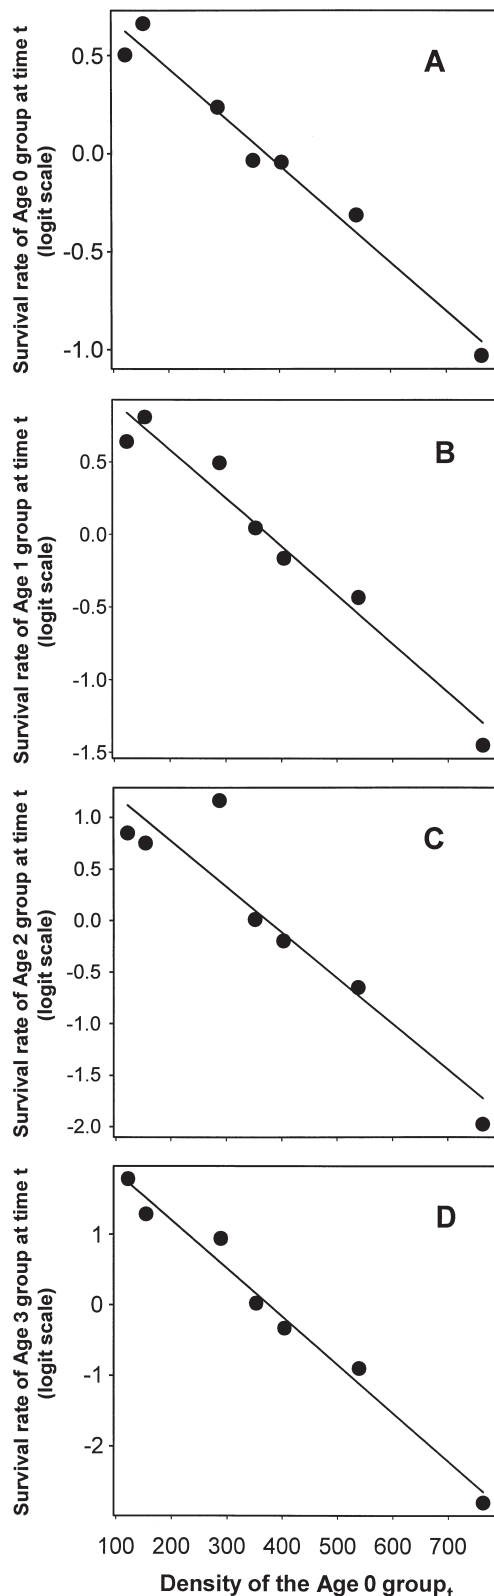 Survival rate of Age 0 group at time t
(logit scale)
A
0.5
0.0
-0.5
-1.0
Survival rate of Age 1 group at time t
(logit scale)
B
0.5
0.0
-0.5
-1.0
-1.5
Survival rate of Age 2 group at time t
(logit scale)
C
1.0
0.5
0.0
-0.5
-1.0
-1.5
-2.0
Survival rate of Age 3 group at time t
(logit scale)
D
1
0
-1
-2
100 200 300 400 500 600 700
Density of the Age 0 groupt